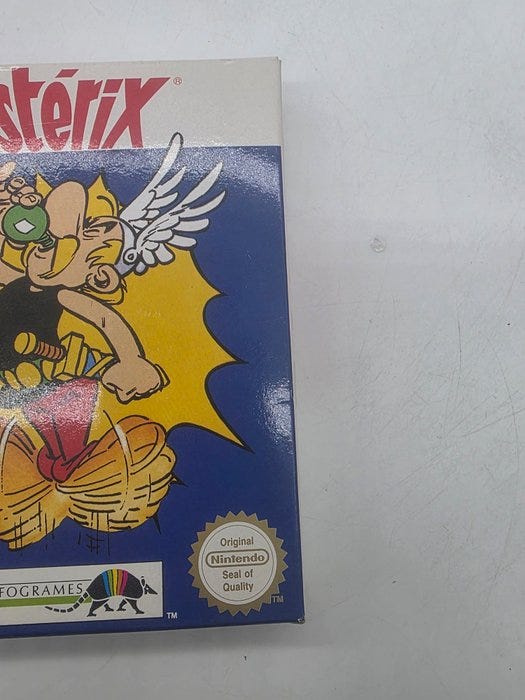 stérix®
Original
Nintendo
Seal of
Quality
TM
FOGRAMES
TM